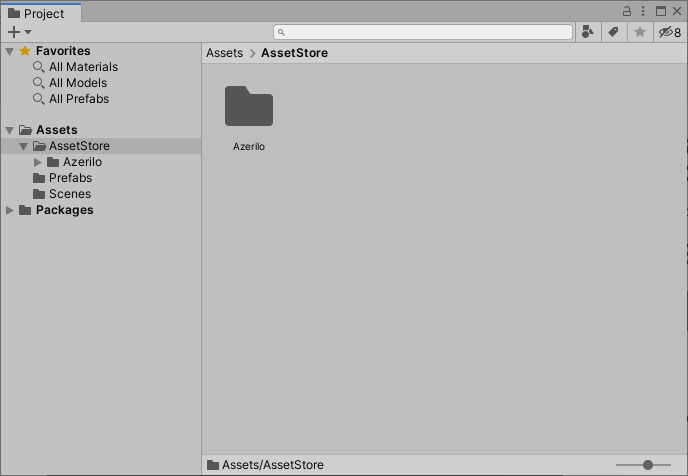 Project
8
Favorites
All Materials
All Models
All Prefabs
Assets
AssetStore
Azerilo
Prefabs
Scenes
Packages
Assets > AssetStore
Azerilo
Assets/AssetStore